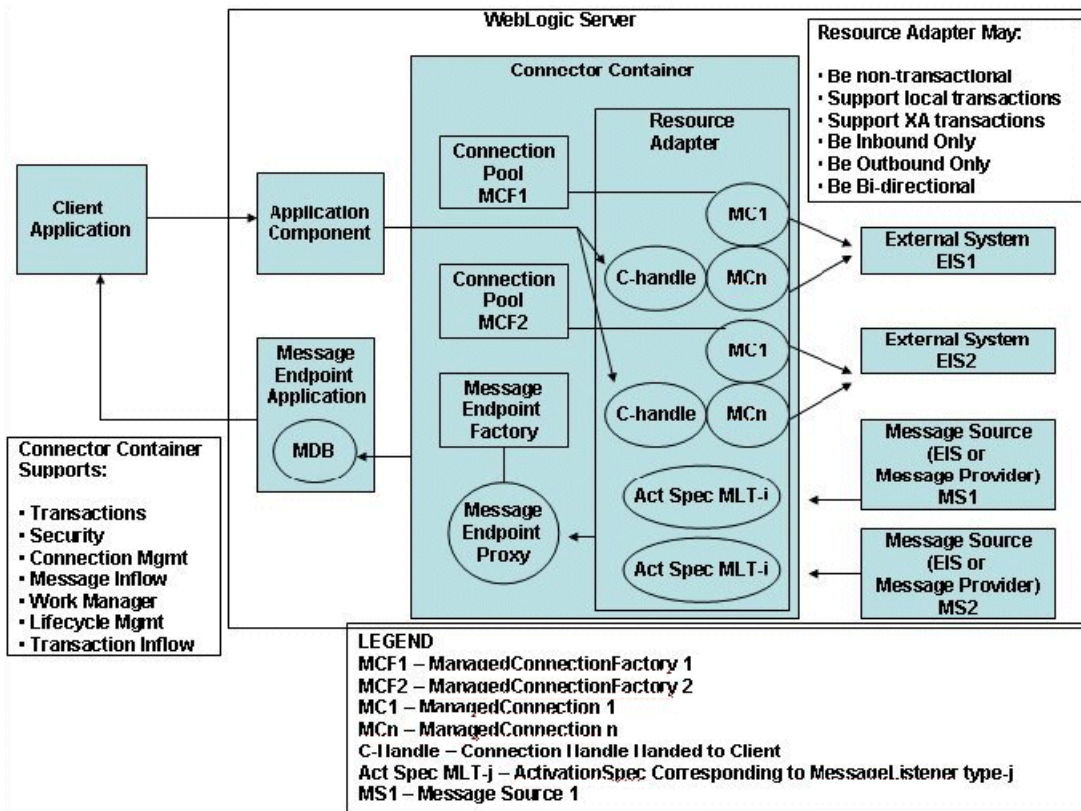 WebLogic Server
Resource Adapter May:
• Be non-transactional
• Support local transactions
• Support XA transactions
• Be Inbound Only
• Be Outbound Only
• Be Bi-directional
Connector Container
Resource
Adapter
Connection
Pool
MCF1
Client
Application
Application
Component
MC1
C-handle
MCn
External System
EIS1
Connection
Pool
MCF2
MC1
C-handle
MCn
External System
EIS2
Message
Endpoint
Application
MDB
Message
Endpoint
Factory
Message
Endpoint
Proxy
Act Spec MLT-i
Act Spec MLT-i
Message Source
(EIS or
Message Provider)
MS1
Message Source
(EIS or
Message Provider)
MS2
Connector Container
Supports:
• Transactions
• Security
• Connection Mgmt
• Message Inflow
• Work Manager
• Lifecycle Mgmt
• Transaction Inflow
LEGEND
MCF1 – ManagedConnectionFactory 1
MCF2 – ManagedConnectionFactory 2
MC1 – ManagedConnection 1
MCn – ManagedConnection n
C-Handle – Connection Handle Handed to Client
Act Spec MLT-j – ActivationSpec Corresponding to MessageListener type-j
MS1 – Message Source 1